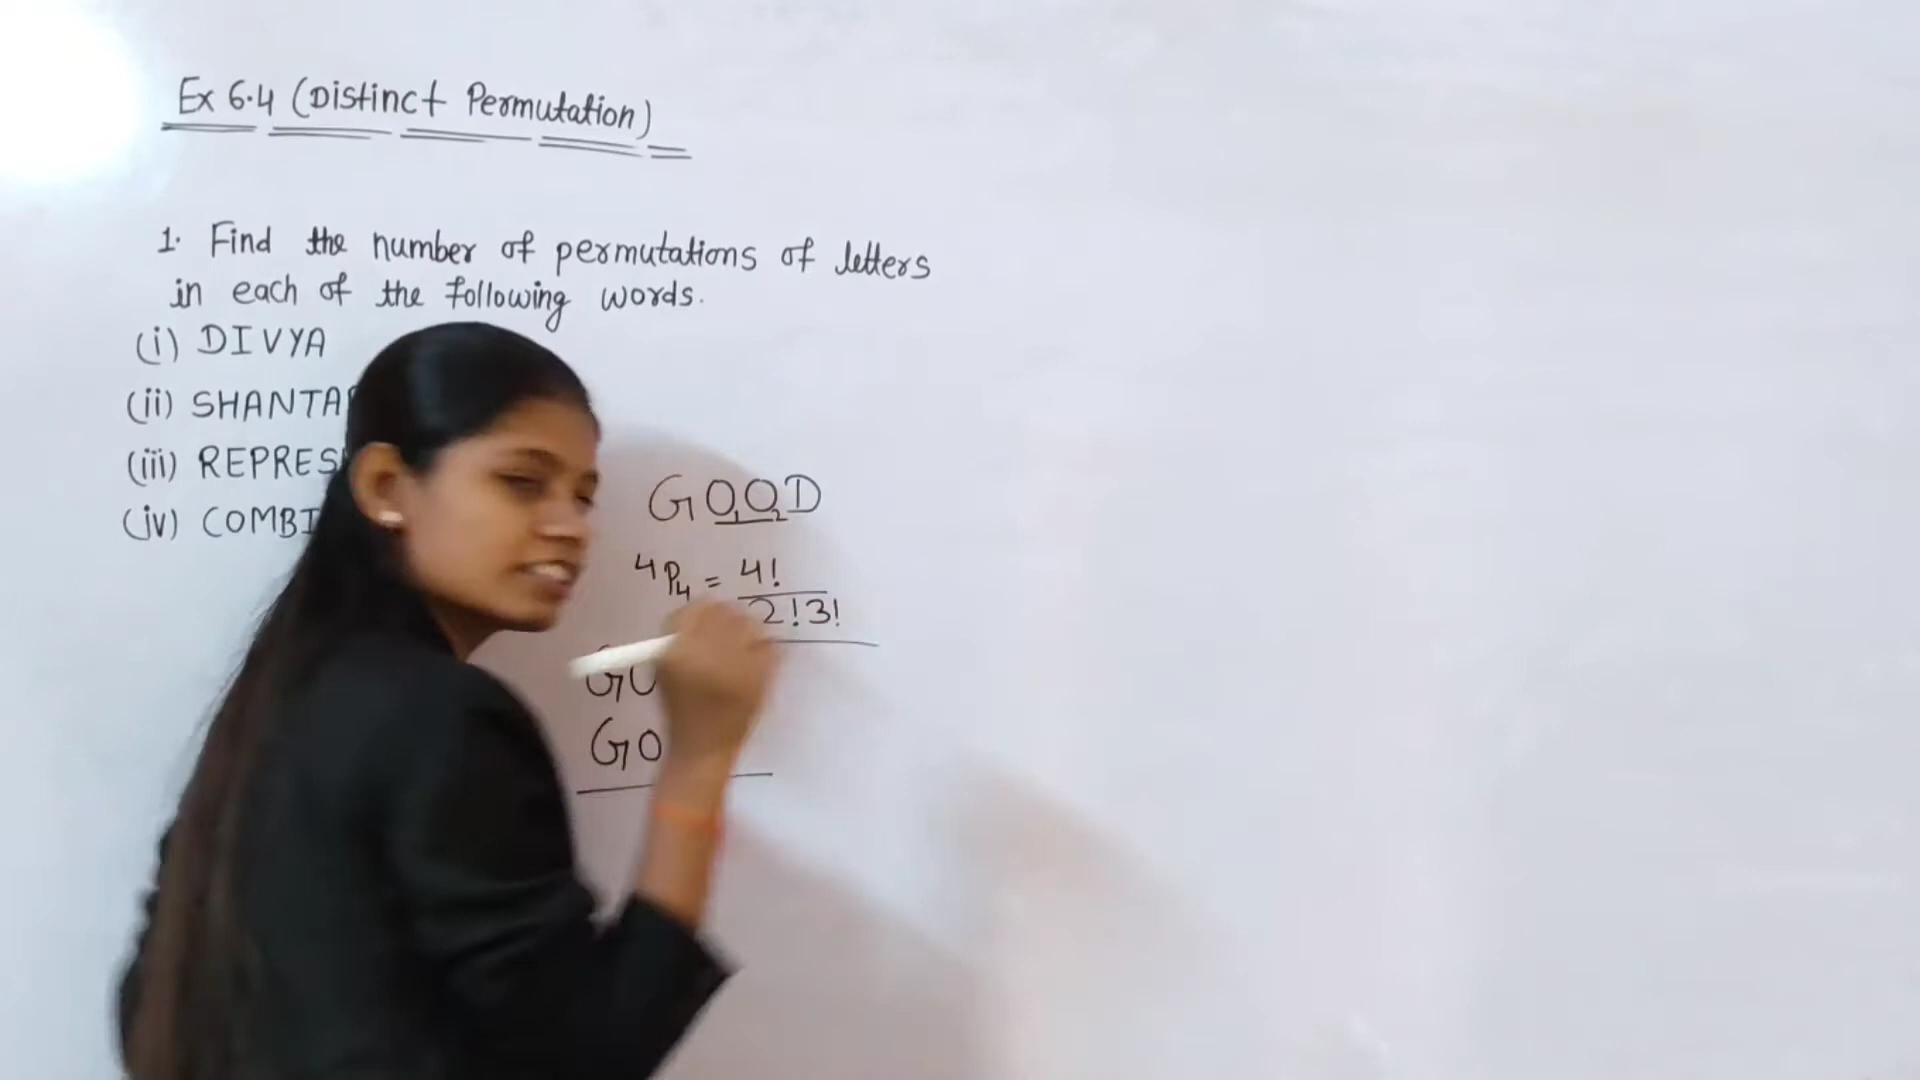 Ex 6.4 (Distinct Permutation)
1. Find the number of permutations of letters
in each of the following words.
(i) DIVYA
(ii) SHANTA
(iii) REPRES
(iv) COMBI
GO1O2D
4P4 = 4!
2!3!
GO
GO